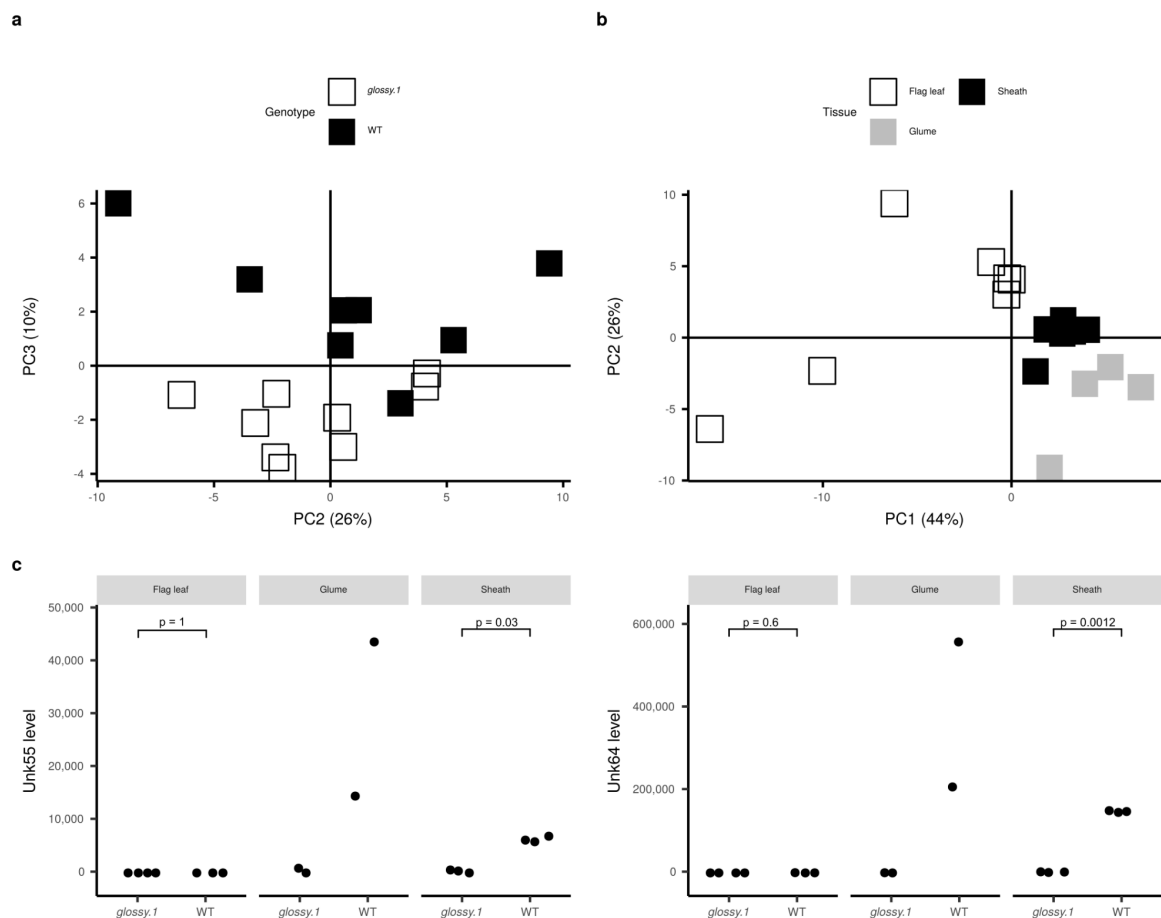 a
Genotype
glossy.1
WT
PC3 (10%)
6
4
2
0
-2
-4
-10
-5
0
5
10
PC2 (26%)
b
Tissue
Flag leaf
Sheath
Glume
PC2 (26%)
10
5
0
-5
-10
-10
0
PC1 (44%)
c
Flag leaf
Glume
Sheath
Unk55 level
50,000
40,000
30,000
20,000
10,000
0
p = 1
p = 0.03
glossy.1
WT
glossy.1
WT
glossy.1
WT
Flag leaf
Glume
Sheath
Unk64 level
600,000
400,000
200,000
0
p = 0.6
p = 0.0012
glossy.1
WT
glossy.1
WT
glossy.1
WT